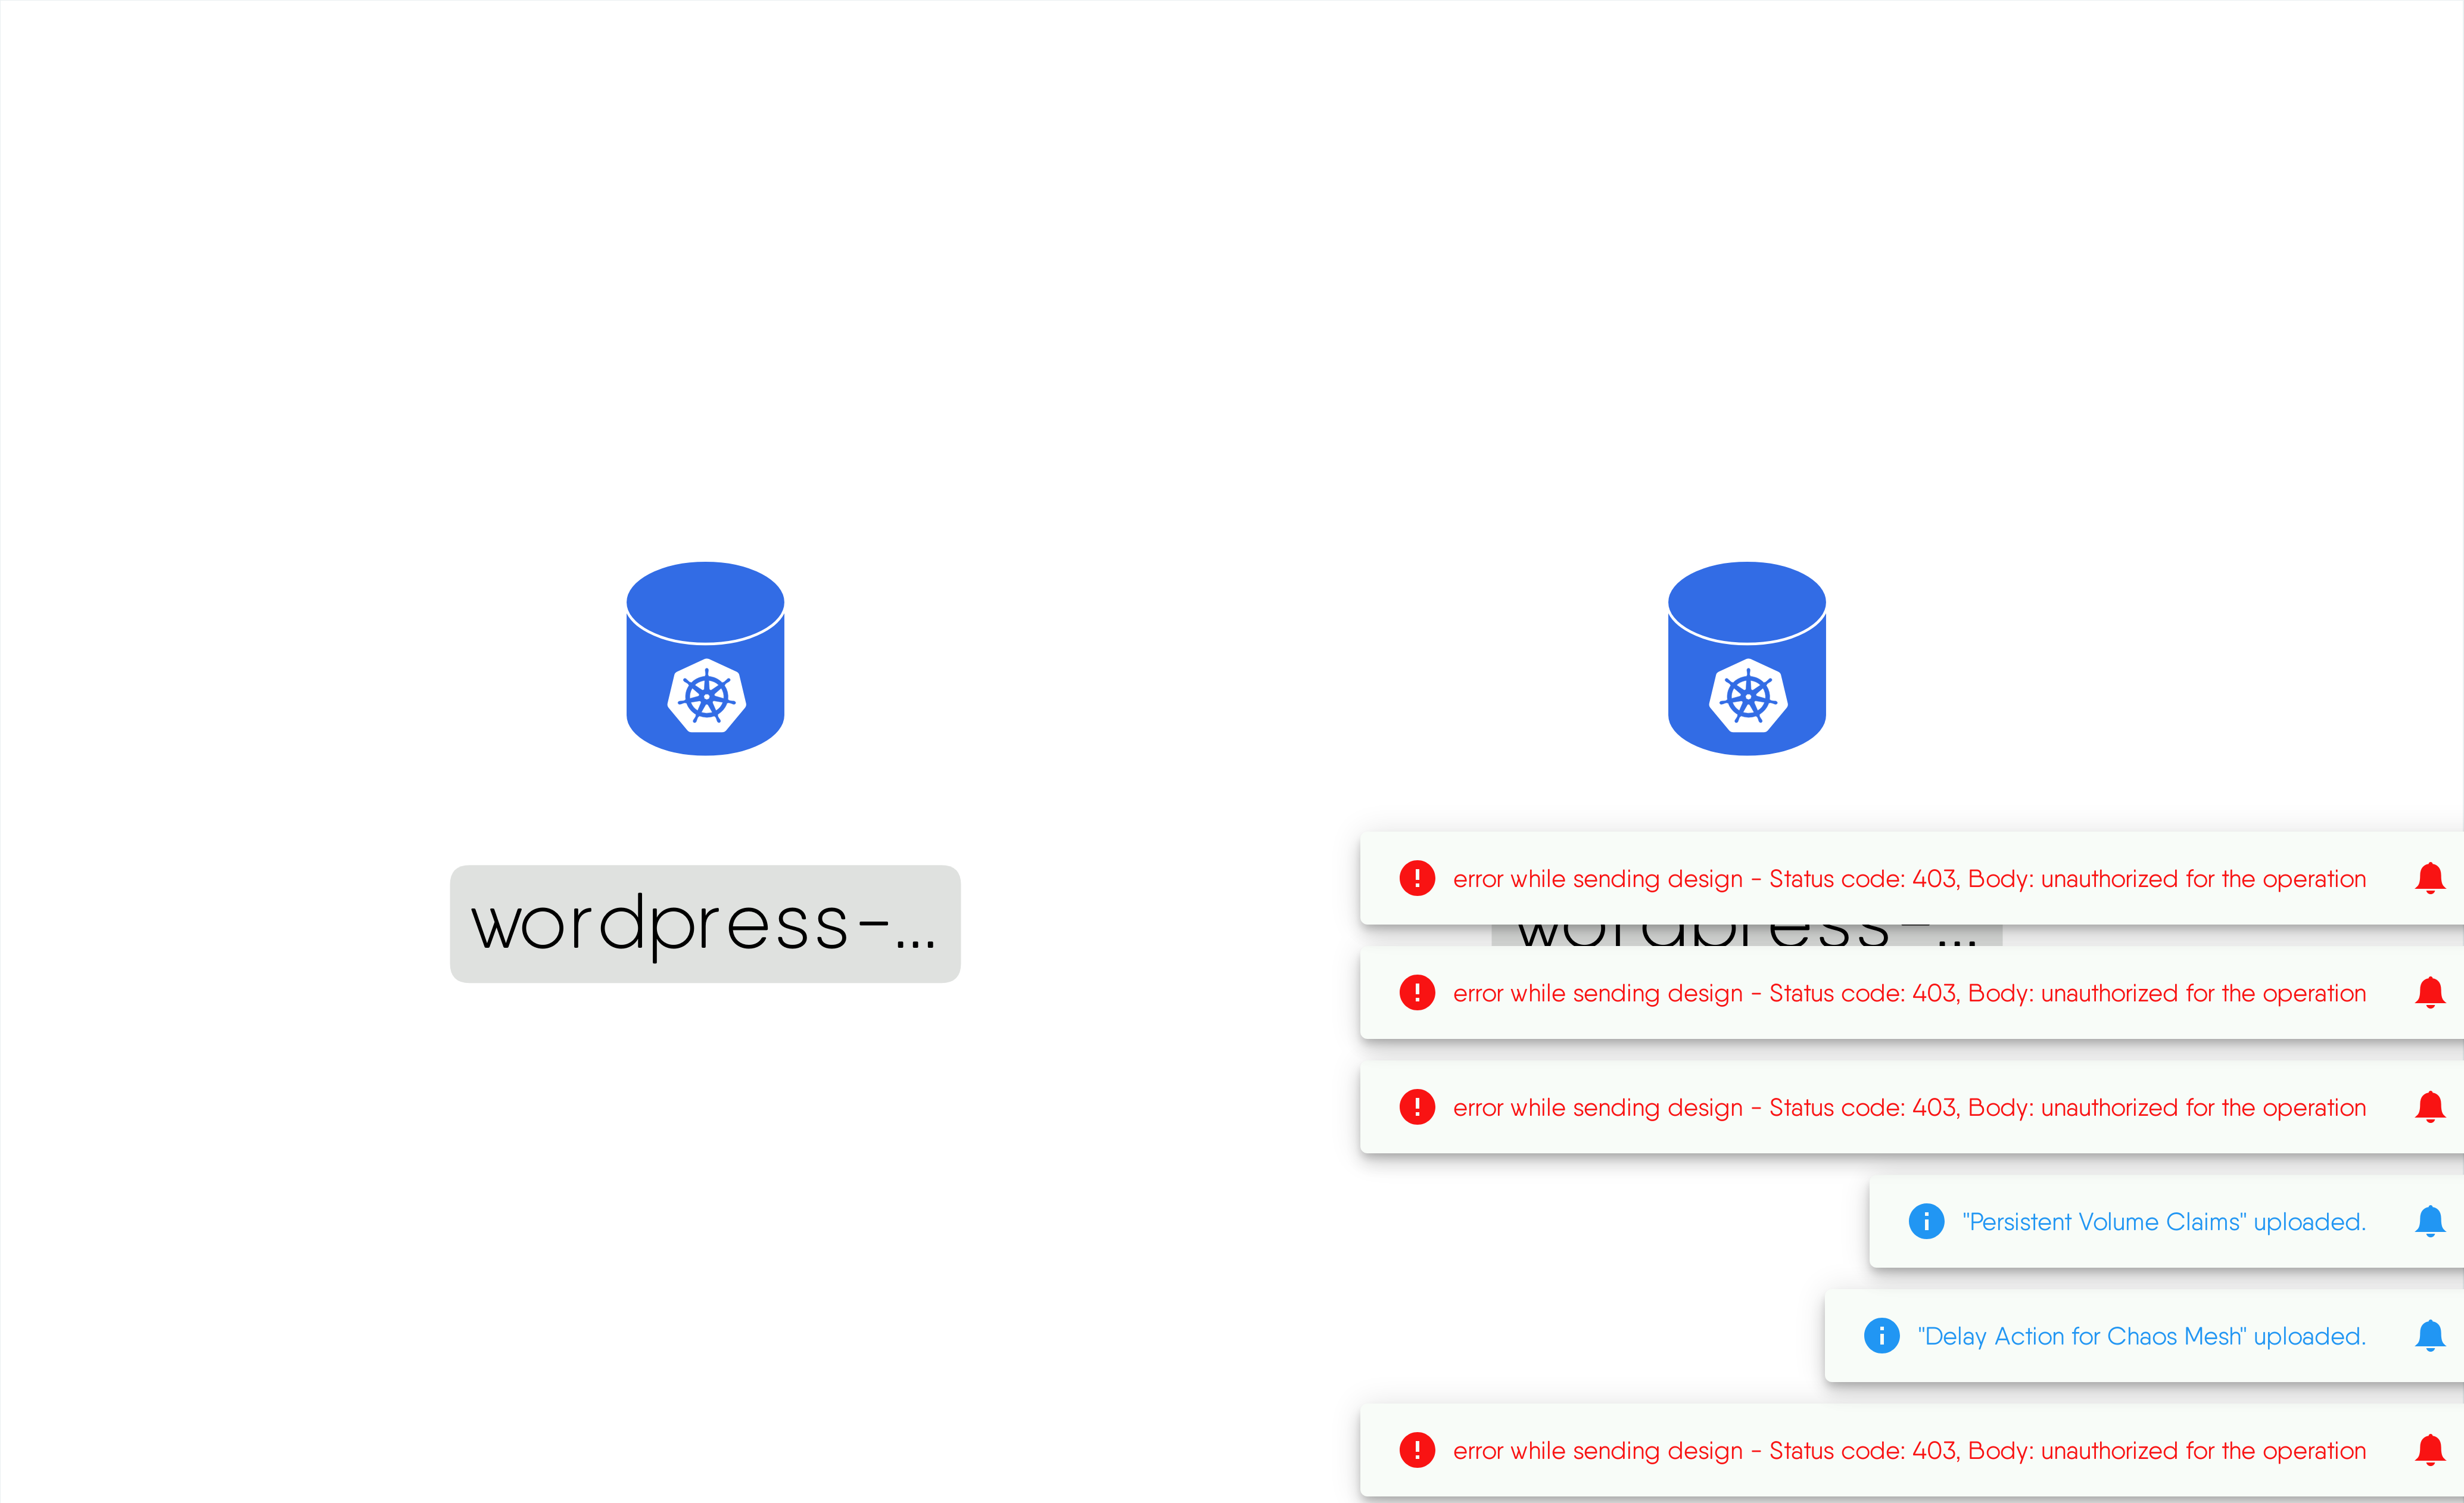 wordpress-...
error while sending design - Status code: 403, Body: unauthorized for the operation
wordpress-...
error while sending design - Status code: 403, Body: unauthorized for the operation
error while sending design - Status code: 403, Body: unauthorized for the operation
"Persistent Volume Claims" uploaded.
"Delay Action for Chaos Mesh" uploaded.
error while sending design - Status code: 403, Body: unauthorized for the operation